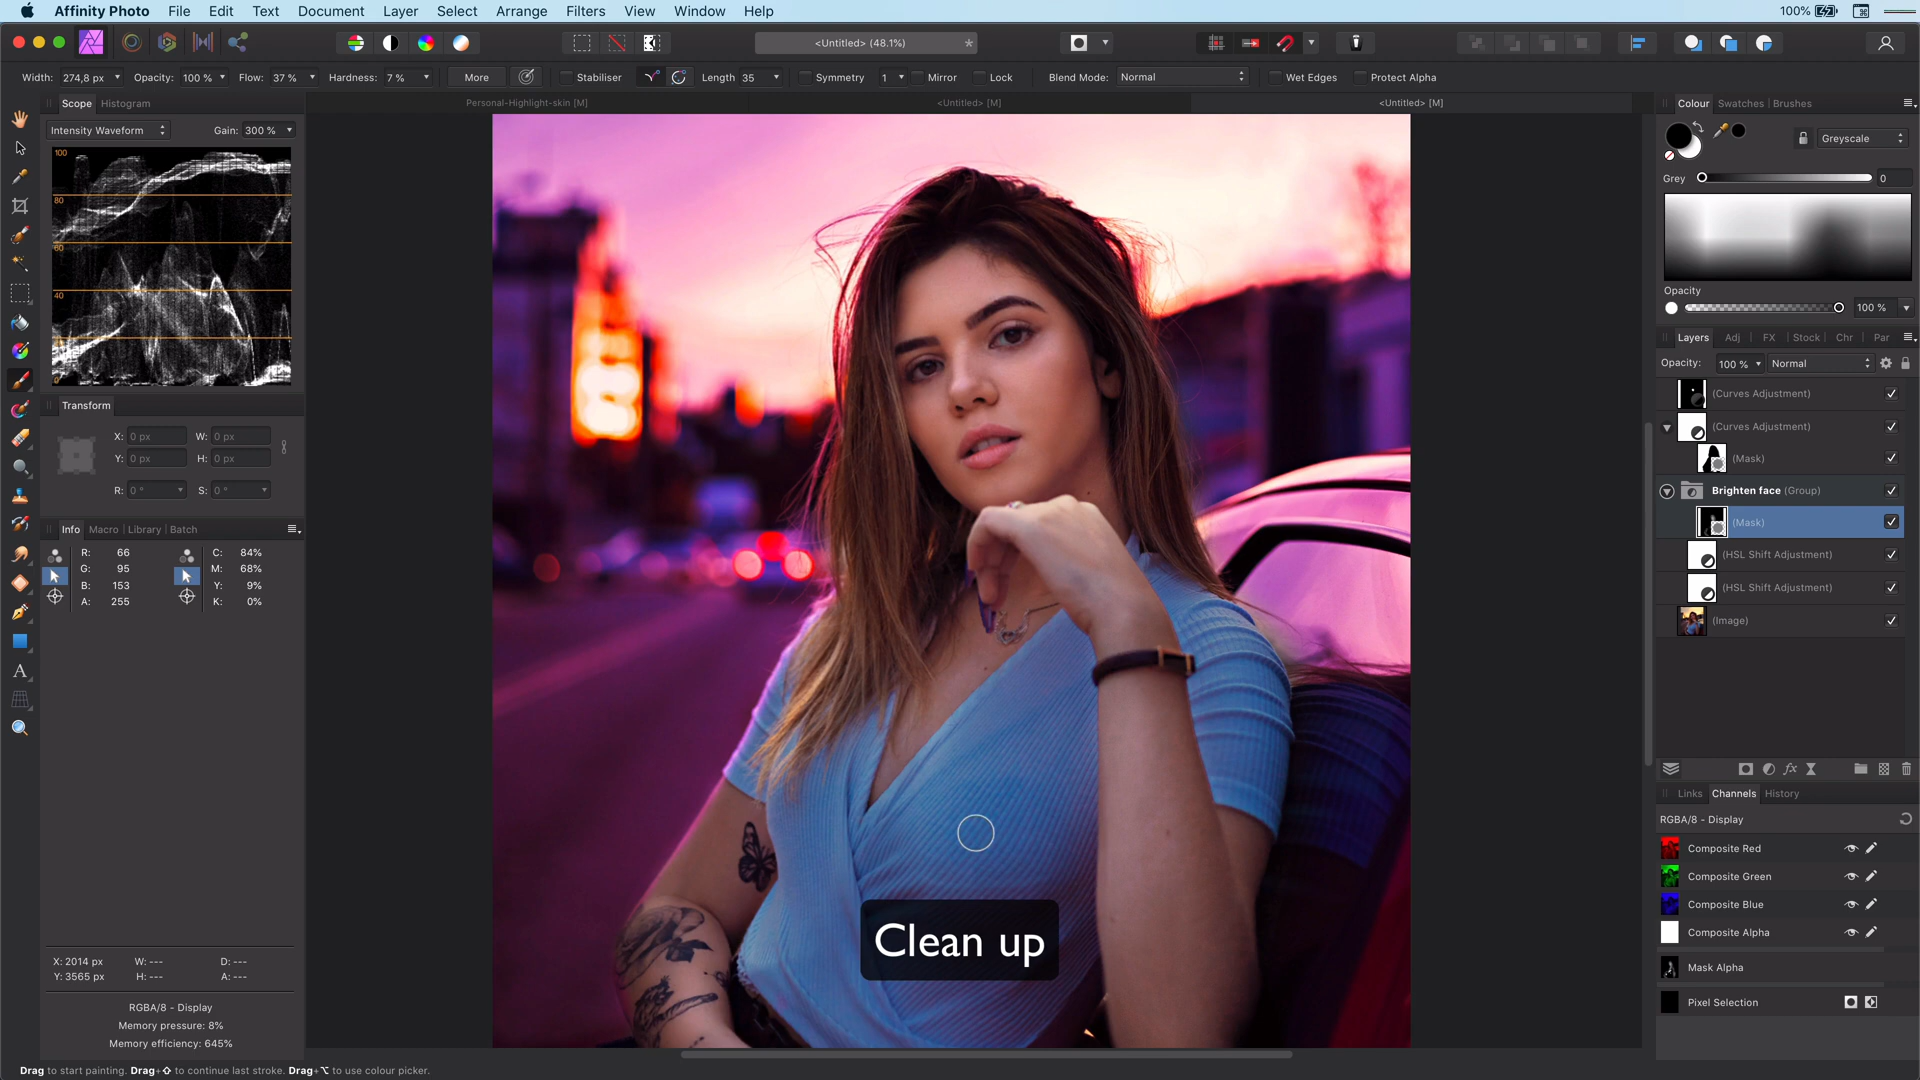 Affinity Photo File Edit Text Document Layer Select Arrange Filters View Window Help 100%
<Untitled> (48.1%) *
Width: 274,8 px Opacity: 100 % Flow: 37 % Hardness: 7 % More Stabiliser Length 35 Symmetry 1 Mirror Lock Blend Mode: Normal Wet Edges Protect Alpha
Scope Histogram
Personal-Highlight-skin [M] <Untitled> [M] <Untitled> [M]
Colour Swatches Brushes
Intensity Waveform Gain: 300 %
100
80
60
40
0
Greyscale
Grey 0
Opacity
100 %
Layers Adj FX Stock Chr Par
Opacity: 100 % Normal
(Curves Adjustment)
(Curves Adjustment)
(Mask)
Brighten face (Group)
(Mask)
(HSL Shift Adjustment)
(HSL Shift Adjustment)
(Image)
Transform
X: 0 px W: 0 px
Y: 0 px H: 0 px
R: 0 ° S: 0 °
Info Macro Library Batch
R: 66 C: 84%
G: 95 M: 68%
B: 153 Y: 9%
A: 255 K: 0%
Links Channels History
RGBA/8 - Display
Composite Red
Composite Green
Composite Blue
Composite Alpha
Mask Alpha
Pixel Selection
Clean up
X: 2014 px W: --- D: ---
Y: 3565 px H: --- A: ---
RGBA/8 - Display
Memory pressure: 8%
Memory efficiency: 645%
Drag to start painting. Drag+⇧ to continue last stroke. Drag+⌥ to use colour picker.